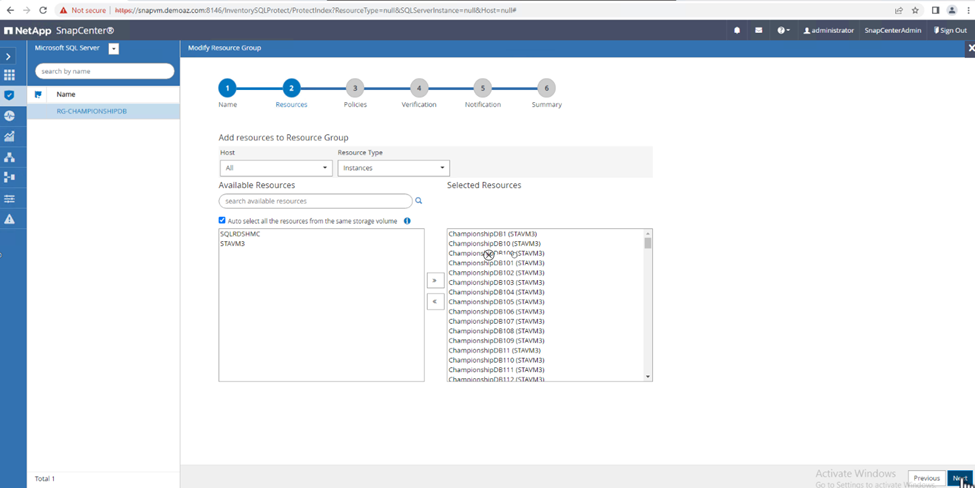 Not secure https://snapvm.demoaz.com:8146/InventorySQLProtect/ProtectIndex?ResourceType=null&SQLServerInstance=null&Host=null#
NetApp SnapCenter® administrator SnapCenterAdmin Sign Out
Microsoft SQL Server
search by name
Name
RG-CHAMPIONSHIPDB
Total 1
Modify Resource Group
1 2 3 4 5 6
Name Resources Policies Verification Notification Summary
Add resources to Resource Group
Host Resource Type
All Instances
Available Resources Selected Resources
search available resources
Auto select all the resources from the same storage volume
SQLRDSHMC
STAVM3
ChampionshipDB1 (STAVM3)
ChampionshipDB10 (STAVM3)
(STAVM3)
ChampionshipDB101 (STAVM3)
ChampionshipDB102 (STAVM3)
ChampionshipDB103 (STAVM3)
ChampionshipDB104 (STAVM3)
ChampionshipDB105 (STAVM3)
ChampionshipDB106 (STAVM3)
ChampionshipDB107 (STAVM3)
ChampionshipDB108 (STAVM3)
ChampionshipDB109 (STAVM3)
ChampionshipDB11 (STAVM3)
ChampionshipDB110 (STAVM3)
ChampionshipDB111 (STAVM3)
ChampionshipDB112 (STAVM3)
Activate Windows
Go to Settings to activate Windows.
Previous Next